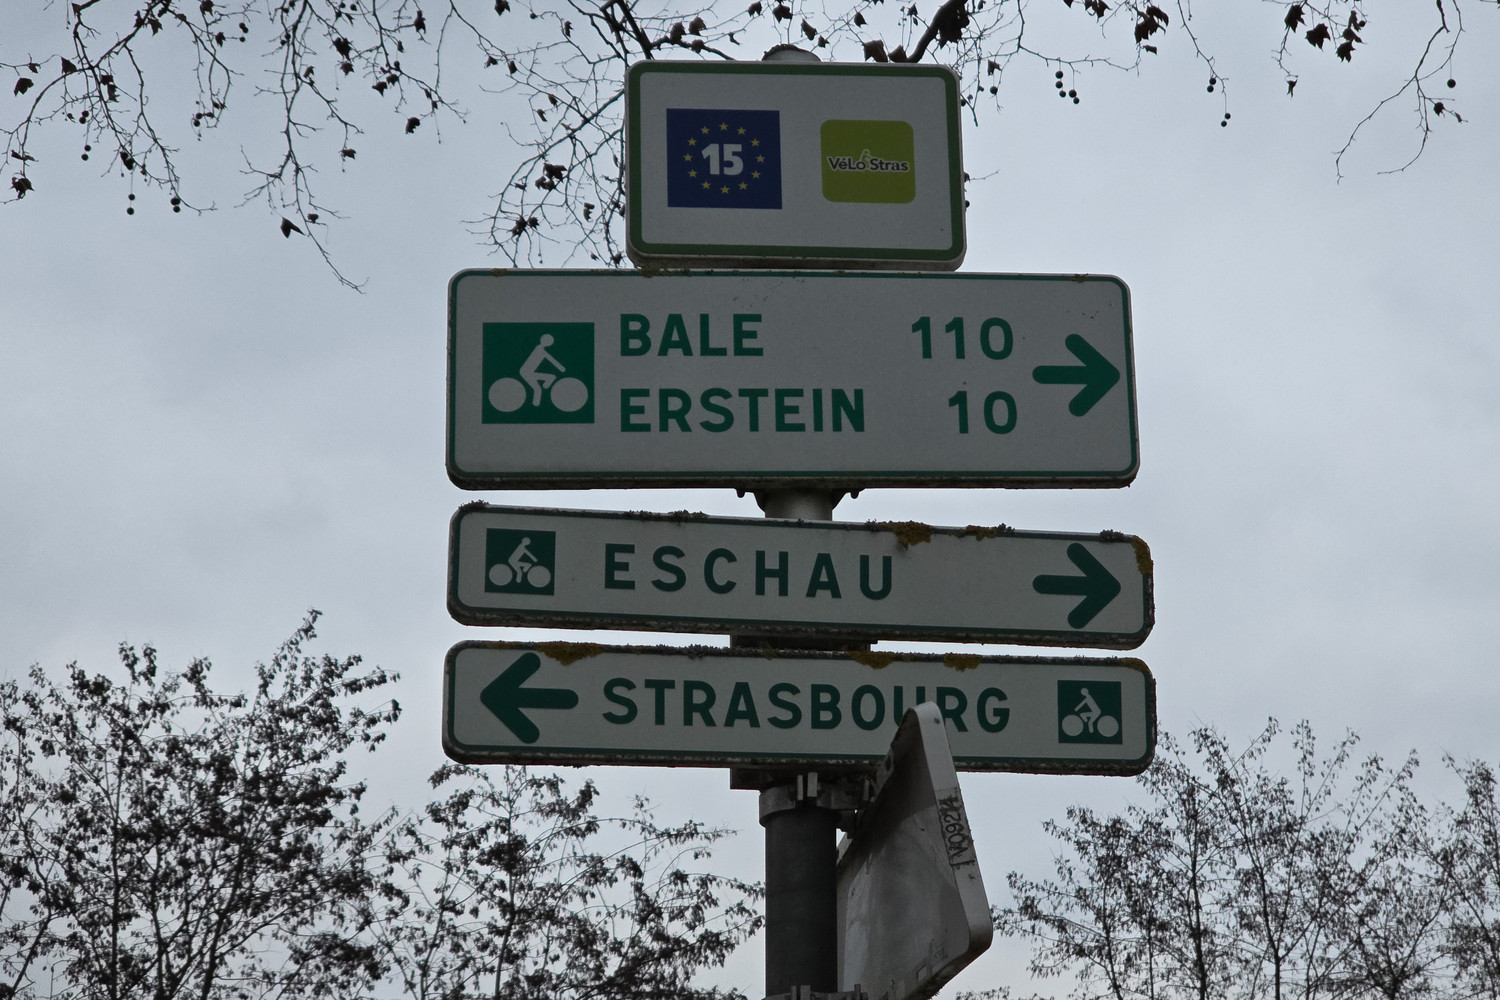 15
VéLo Stras
BALE 110
ERSTEIN 10
ESCHAU
STRASBOURG